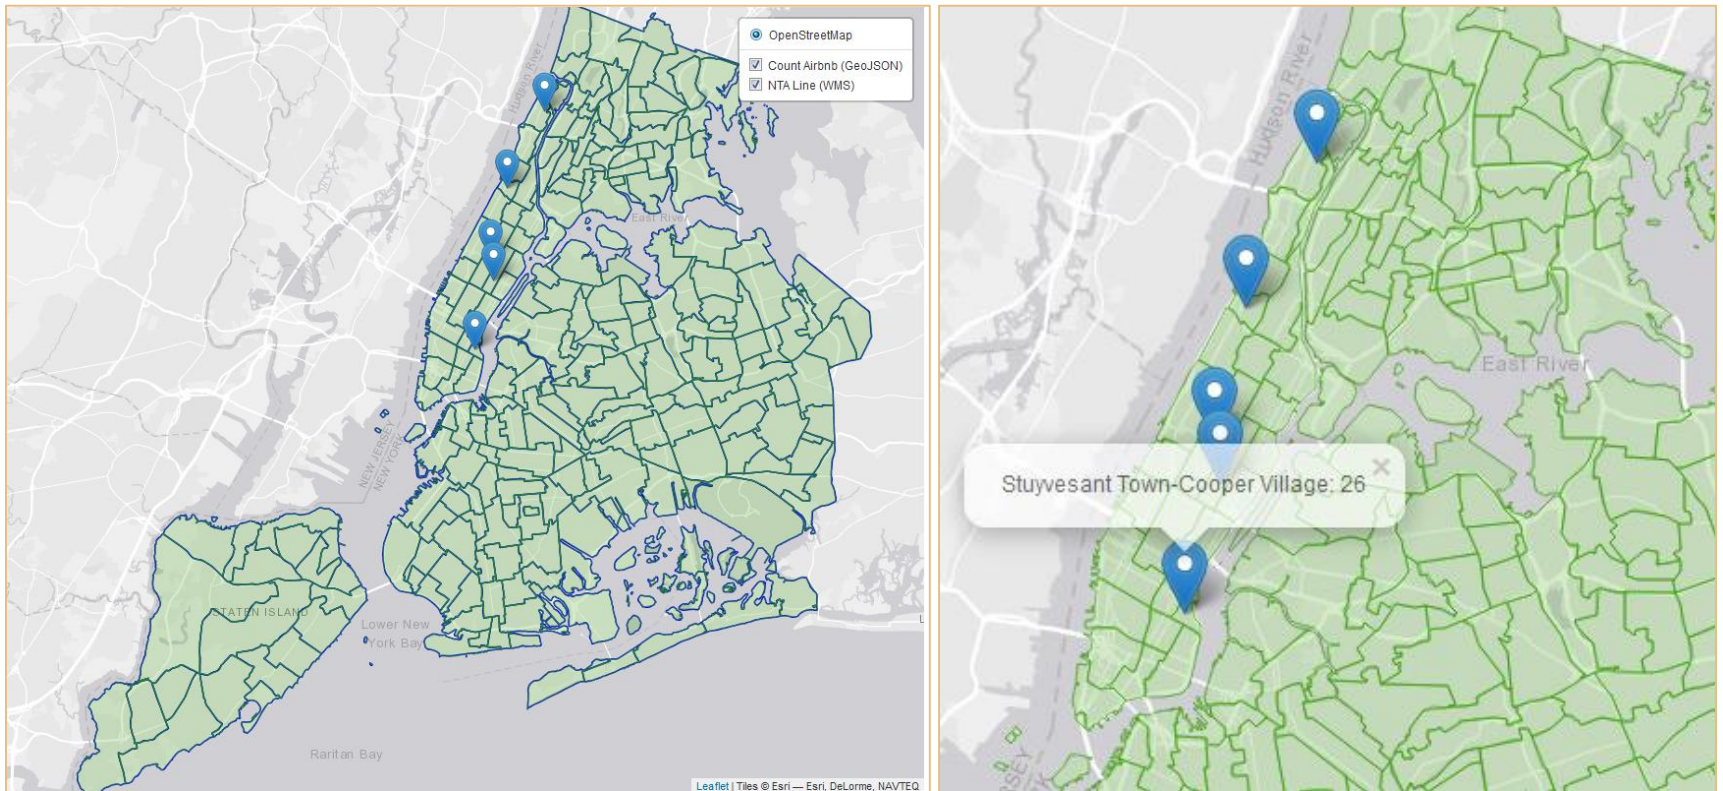 OpenStreetMap
Count Airbnb (GeoJSON)
NTA Line (WMS)
Hudson River
East River
NEW JERSEY
NEW YORK
STATEN ISLAND
Lower New
York Bay
Raritan Bay
L
Leaflet | Tiles © Esri — Esri, DeLorme, NAVTEQ
Hudson River
East River
×
Stuyvesant Town-Cooper Village: 26
RSEY
RK